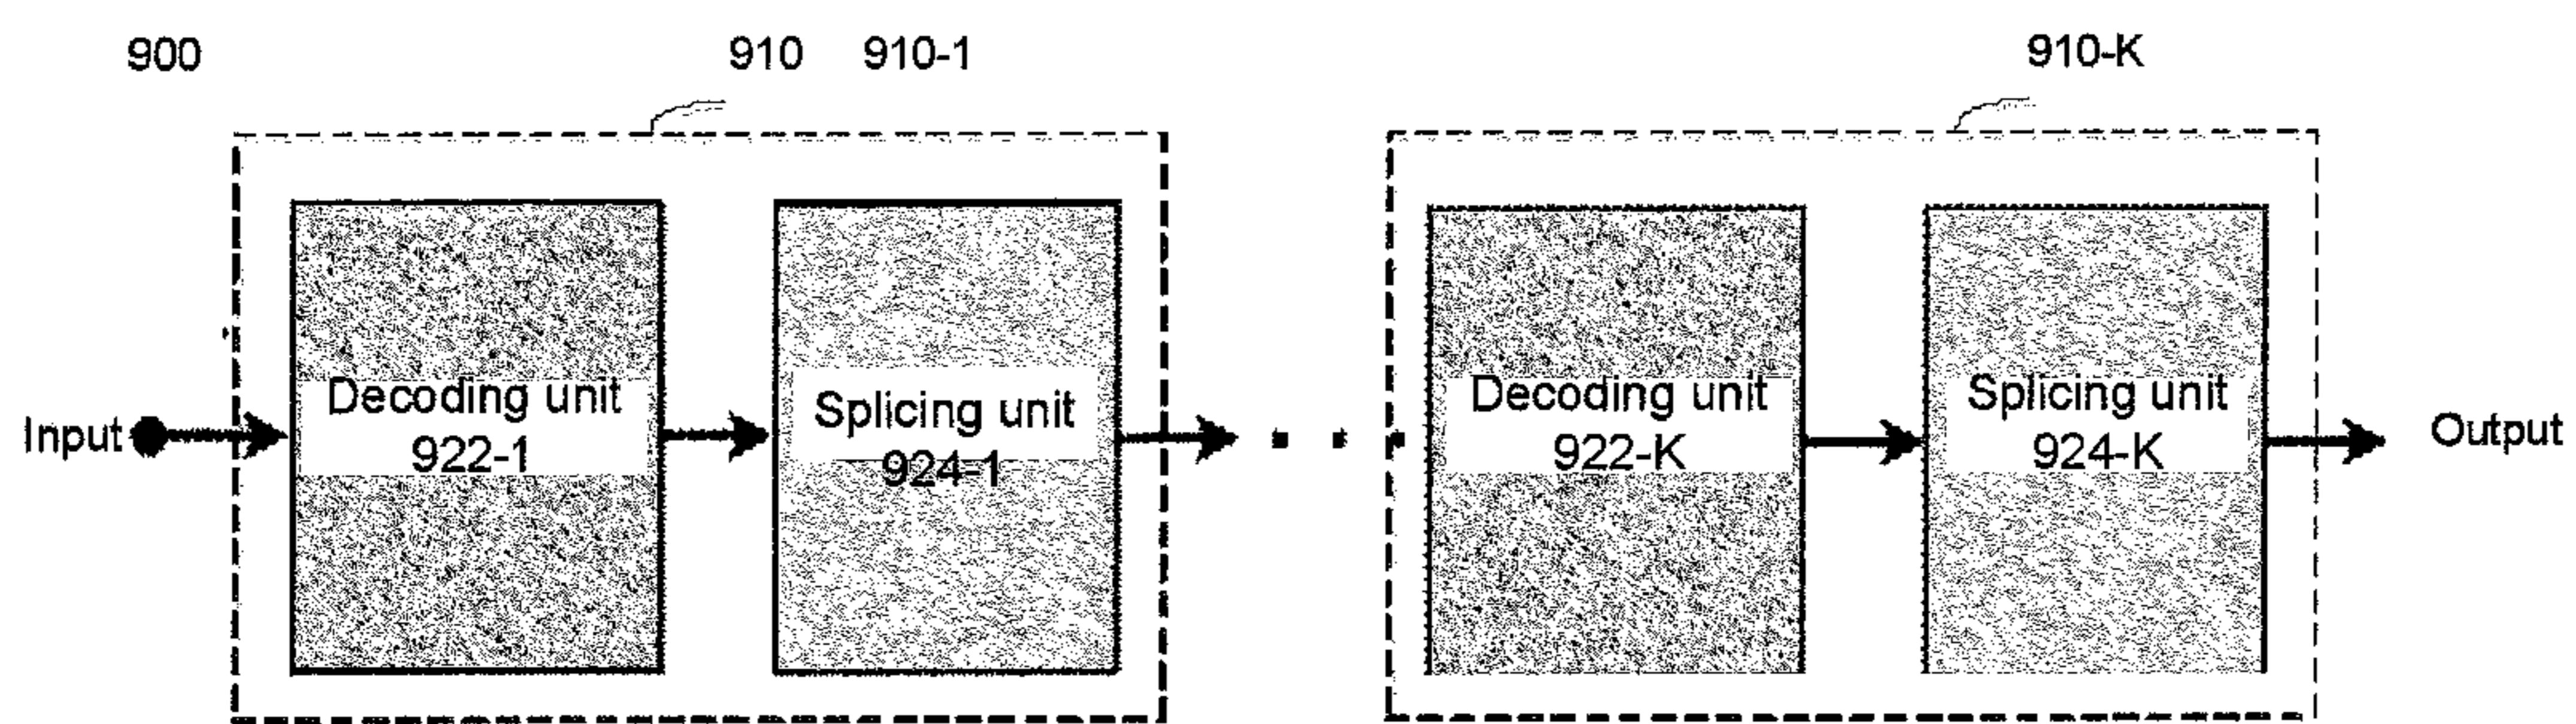 900
910 910-1
910-K
Input
Decoding unit
922-1
Splicing unit
924-1
Decoding unit
922-K
Splicing unit
924-K
Output